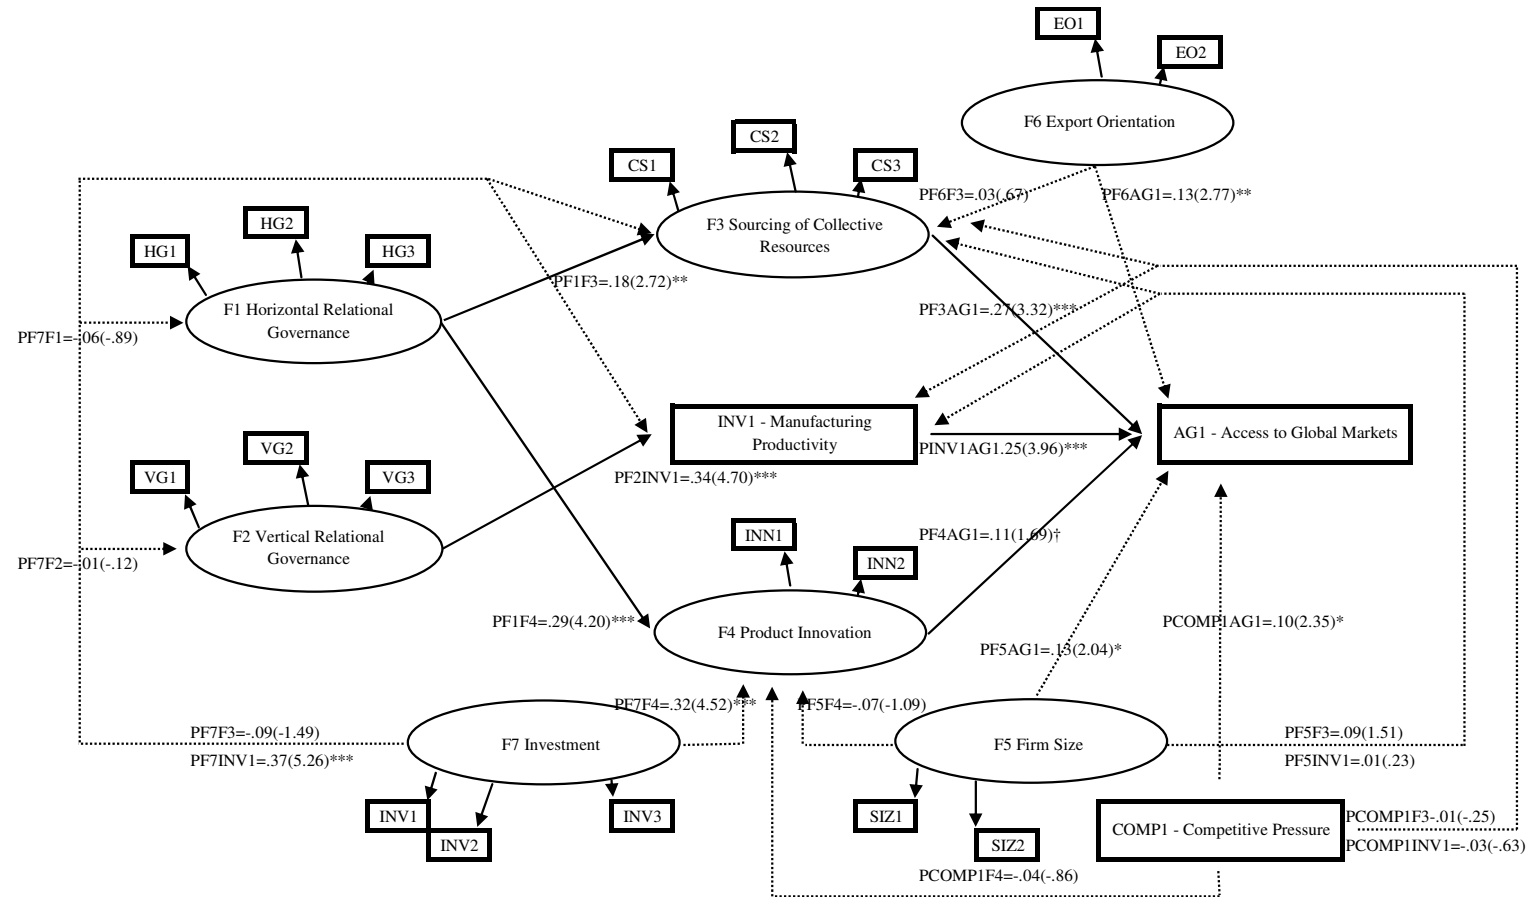 EO1
EO2
F6 Export Orientation
CS2
CS1
CS3
PF6F3=.03(.67)
PF6AG1=.13(2.77)**
F3 Sourcing of Collective
Resources
HG2
HG1
HG3
PF1F3=.18(2.72)**
F1 Horizontal Relational
Governance
PF3AG1=.27(3.32)***
PF7F1=-.06(-.89)
INV1 - Manufacturing
Productivity
AG1 - Access to Global Markets
PINV1AG1.25(3.96)***
VG2
VG1
VG3
PF2INV1=.34(4.70)***
F2 Vertical Relational
Governance
INN1
INN2
PF4AG1=.11(1.69)†
PF7F2=-.01(-.12)
PF1F4=.29(4.20)***
F4 Product Innovation
PCOMP1AG1=.10(2.35)*
PF5AG1=.13(2.04)*
PF7F4=.32(4.52)***
PF5F4=-.07(-1.09)
PF7F3=-.09(-1.49)
PF7INV1=.37(5.26)***
F7 Investment
F5 Firm Size
PF5F3=.09(1.51)
PF5INV1=.01(.23)
INV1
INV2
INV3
SIZ1
SIZ2
COMP1 - Competitive Pressure
PCOMP1F3-.01(-.25)
PCOMP1INV1=-.03(-.63)
PCOMP1F4=-.04(-.86)